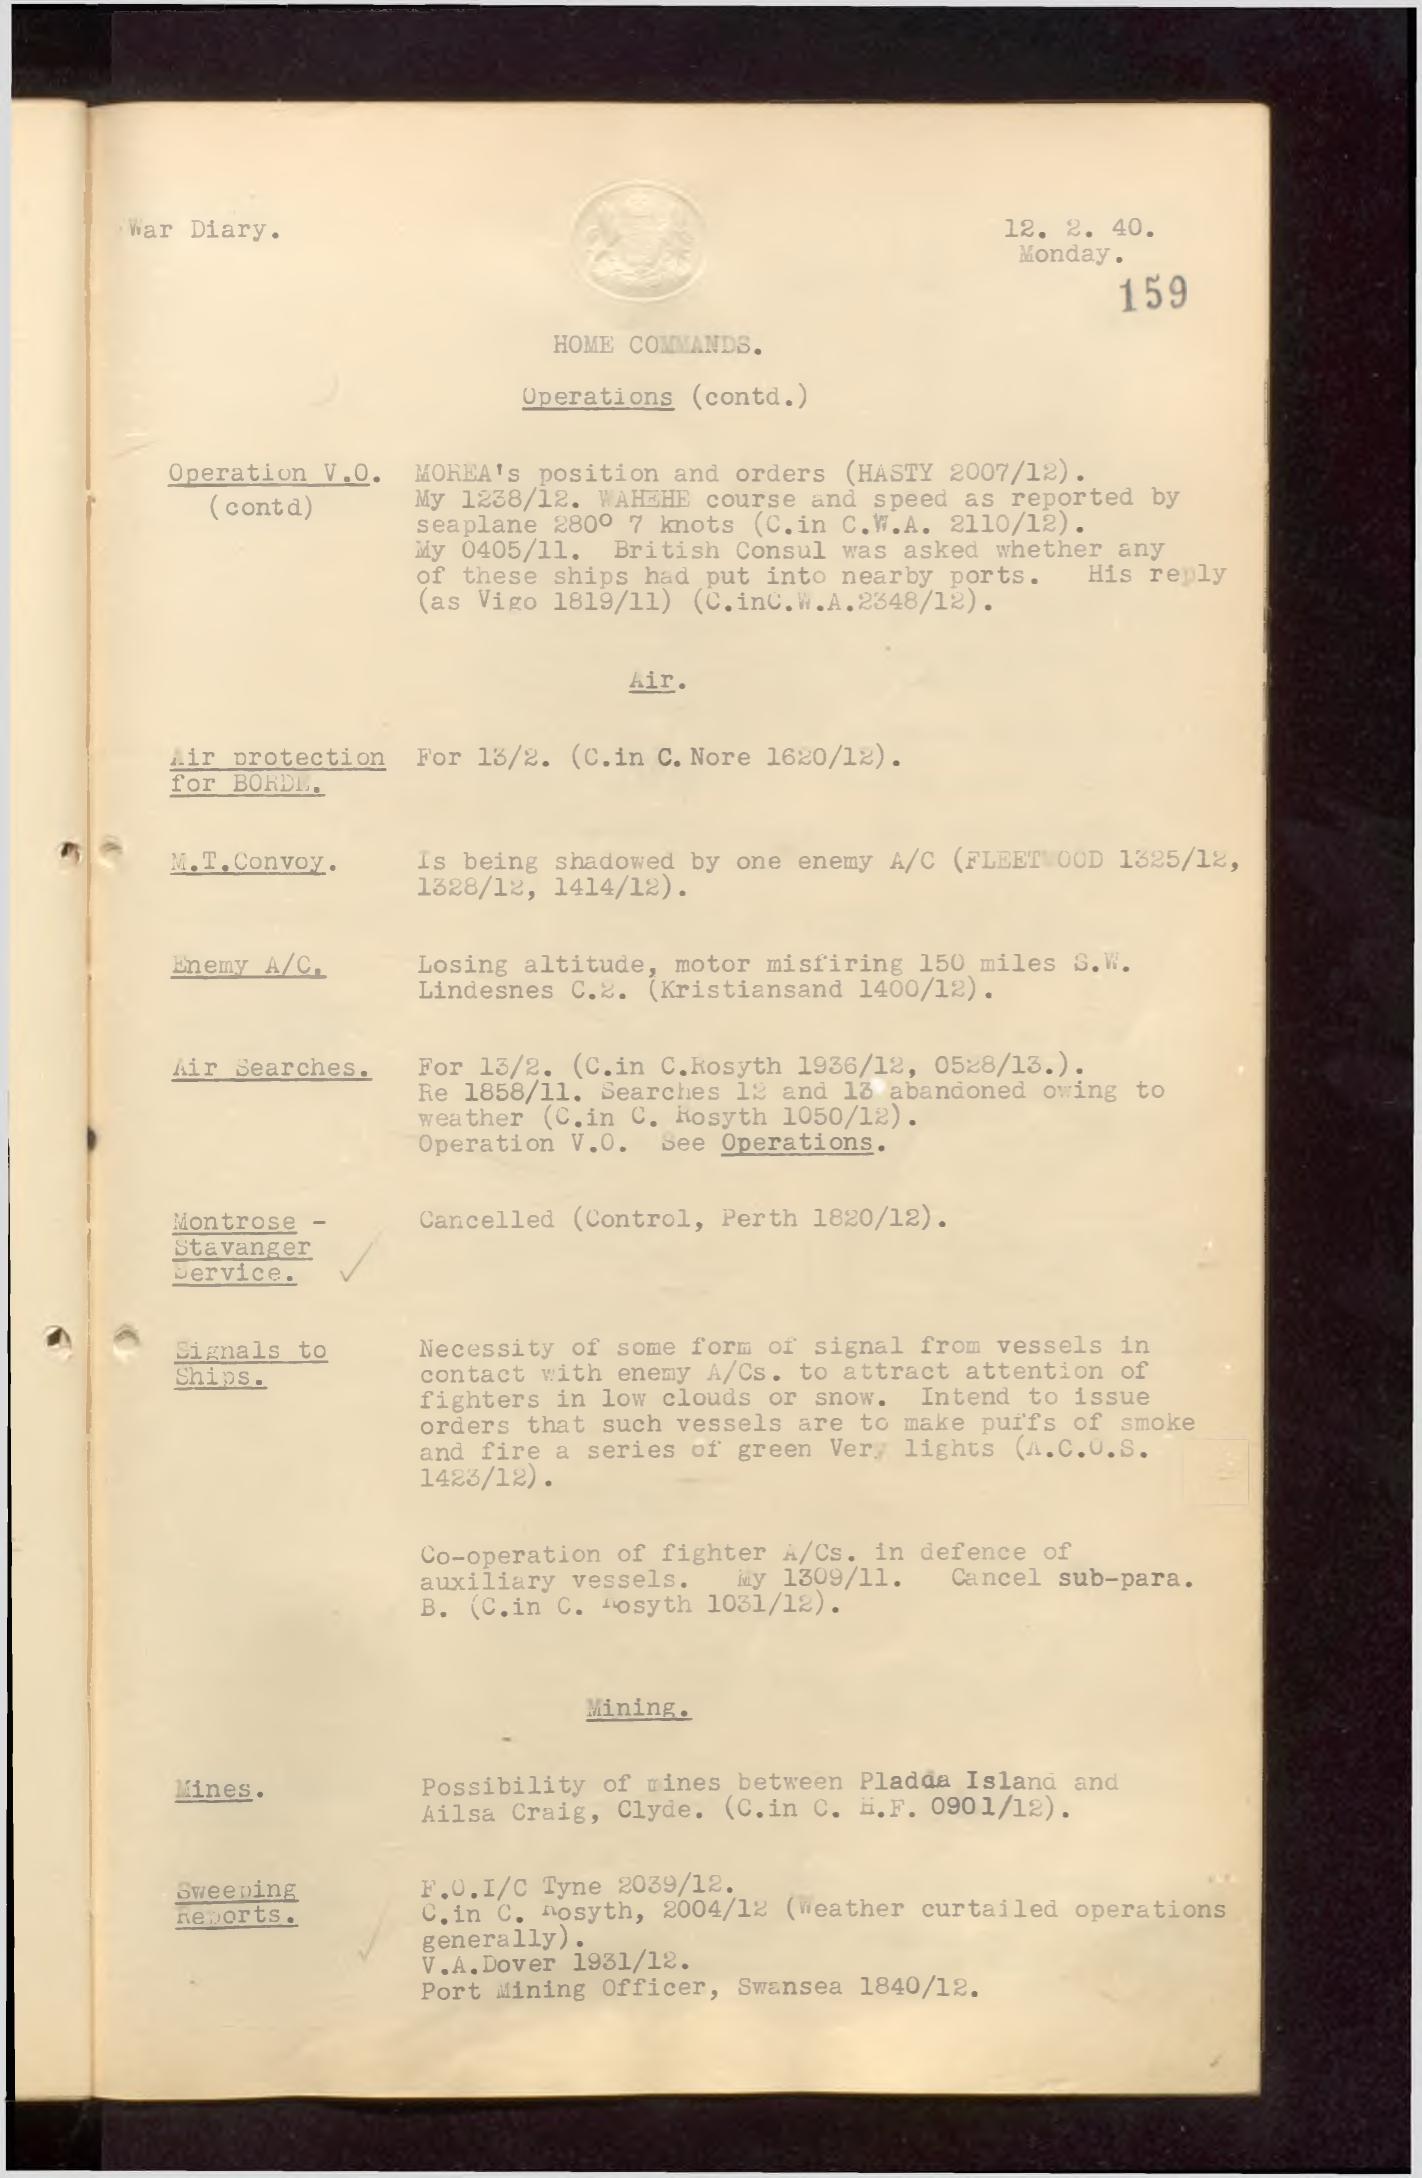 War Diary.
12. 2. 40.
Monday.
159
HOME COMMANDS.
Operations (contd.)
Operation V.O. MOREA's position and orders (HASTY 2007/12).
(contd) My 1238/12. WAHEHE course and speed as reported by
seaplane 280° 7 knots (C.in C.W.A. 2110/12).
My 0405/11. British Consul was asked whether any
of these ships had put into nearby ports. His reply
(as Vigo 1819/11) (C.inC.W.A.2348/12).
Air.
Air protection For 13/2. (C.in C. Nore 1620/12).
for BORDE.
M.T.Convoy. Is being shadowed by one enemy A/C (FLEETWOOD 1325/12,
1328/12, 1414/12).
Enemy A/C. Losing altitude, motor misfiring 150 miles S.W.
Lindesnes C.2. (Kristiansand 1400/12).
Air Searches. For 13/2. (C.in C.Rosyth 1936/12, 0528/13.).
Re 1858/11. Searches 12 and 13 abandoned owing to
weather (C.in C. Rosyth 1050/12).
Operation V.O. See Operations.
Montrose - Cancelled (Control, Perth 1820/12).
Stavanger
Service.
Signals to Necessity of some form of signal from vessels in
Ships. contact with enemy A/Cs. to attract attention of
fighters in low clouds or snow. Intend to issue
orders that such vessels are to make puffs of smoke
and fire a series of green Very lights (A.C.O.S.
1423/12).
Co-operation of fighter A/Cs. in defence of
auxiliary vessels. My 1309/11. Cancel sub-para.
B. (C.in C. Rosyth 1031/12).
Mining.
Mines. Possibility of mines between Pladda Island and
Ailsa Craig, Clyde. (C.in C. H.F. 0901/12).
Sweeping F.O.I/C Tyne 2039/12.
Reports. C.in C. Rosyth, 2004/12 (Weather curtailed operations
generally).
V.A.Dover 1931/12.
Port Mining Officer, Swansea 1840/12.